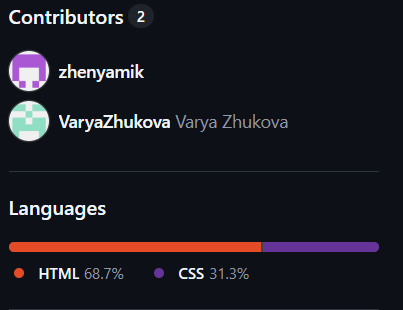 Contributors 2
zhenyamik
VaryaZhukova Varya Zhukova
Languages
HTML 68.7% CSS 31.3%